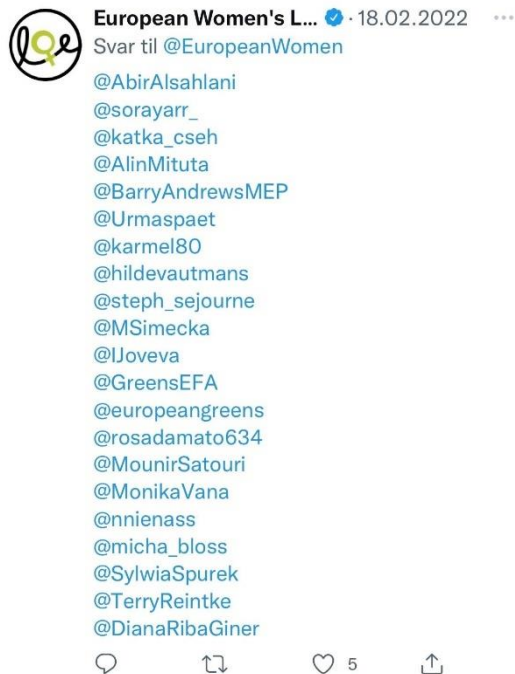 European Women's L... · 18.02.2022 ...
Svar til @EuropeanWomen
@AbirAlsahlani
@sorayarr_
@katka_cseh
@AlinMituta
@BarryAndrewsMEP
@Urmaspaet
@karmel80
@hildevautmans
@steph_sejourne
@MSimecka
@IJoveva
@GreensEFA
@europeangreens
@rosadamato634
@MounirSatouri
@MonikaVana
@nnienass
@micha_bloss
@SylwiaSpurek
@TerryReintke
@DianaRibaGiner
5